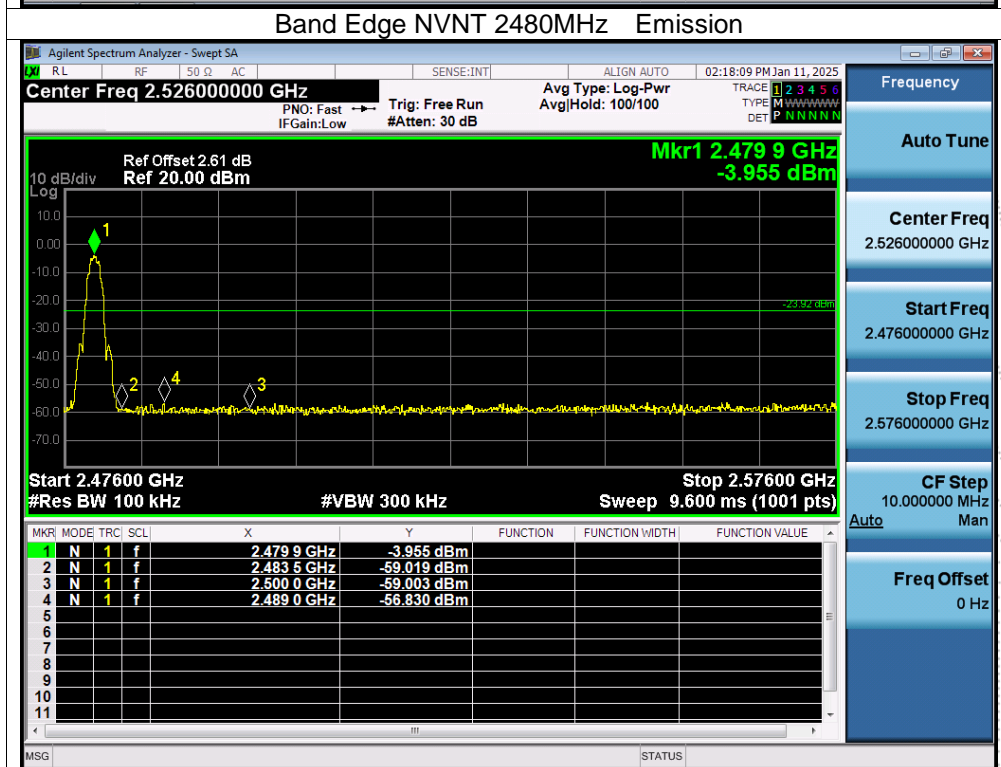 Band Edge NVNT 2480MHz Emission
Agilent Spectrum Analyzer - Swept SA
LXI RL RF 50 Ω AC SENSE:INT ALIGN AUTO 02:18:09 PM Jan 11, 2025
Center Freq 2.526000000 GHz
PNO: Fast
IFGain:Low
Trig: Free Run
#Atten: 30 dB
Avg Type: Log-Pwr
Avg|Hold: 100/100
TRACE 1 2 3 4 5 6
TYPE M WWWWW
DET P N N N N N
Mkr1 2.479 9 GHz
-3.955 dBm
Ref Offset 2.61 dB
10 dB/div Ref 20.00 dBm
Log
10.0
0.00
-10.0
-20.0
-30.0
-40.0
-50.0
-60.0
-70.0
1
-23.92 dBm
2
4
3
Start 2.47600 GHz Stop 2.57600 GHz
#Res BW 100 kHz #VBW 300 kHz Sweep 9.600 ms (1001 pts)
MKR MODE TRC SCL X Y FUNCTION FUNCTION WIDTH FUNCTION VALUE
1 N 1 f 2.479 9 GHz -3.955 dBm
2 N 1 f 2.483 5 GHz -59.019 dBm
3 N 1 f 2.500 0 GHz -59.003 dBm
4 N 1 f 2.489 0 GHz -56.830 dBm
5
6
7
8
9
10
11
MSG STATUS
Frequency
Auto Tune
Center Freq
2.526000000 GHz
Start Freq
2.476000000 GHz
Stop Freq
2.576000000 GHz
CF Step
10.000000 MHz
Auto Man
Freq Offset
0 Hz